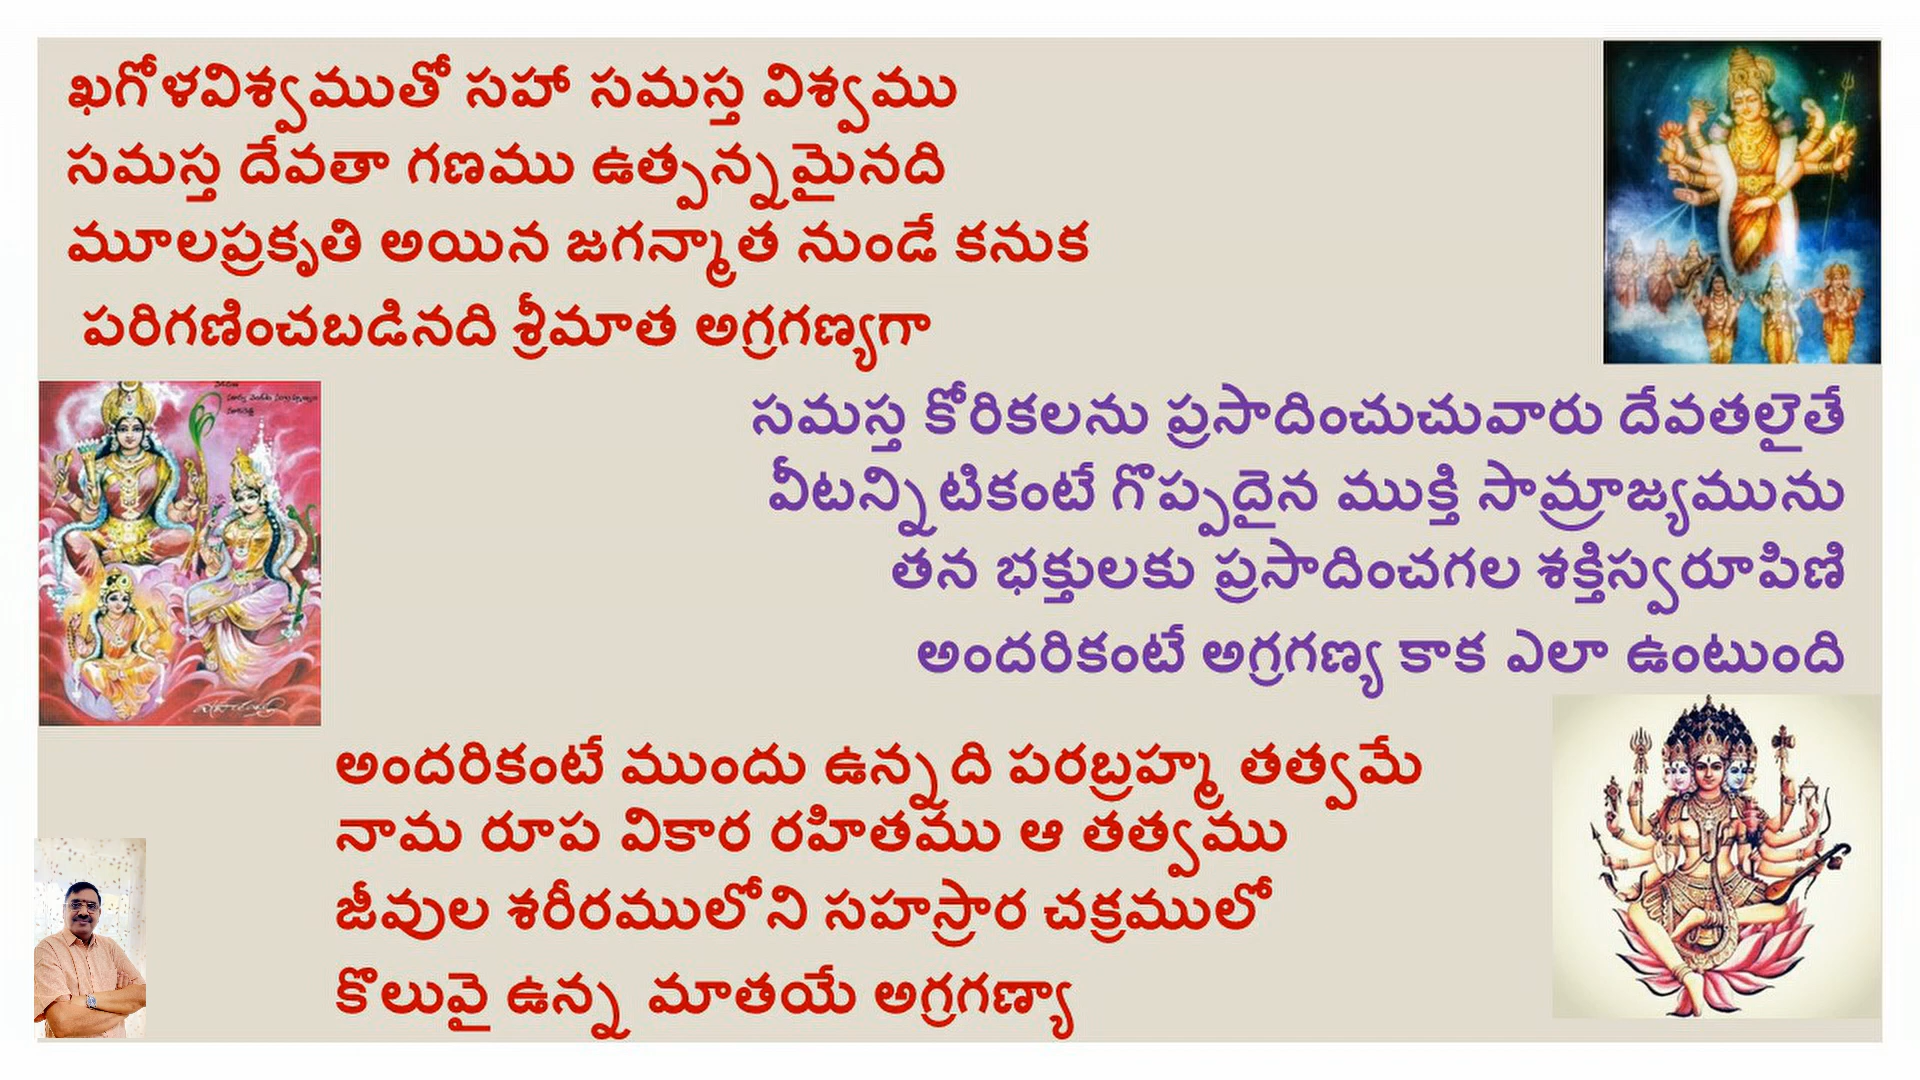 ఖగోళవిశ్వముతో సహా సమస్త విశ్వము
సమస్త దేవతా గణము ఉత్పన్నమైనది
మూలప్రకృతి అయిన జగన్మాత నుండే కనుక
పరిగణించబడినది శ్రీమాత అగ్రగణ్యగా
సమస్త కోరికలను ప్రసాదించుచువారు దేవతలైతే
వీటన్నిటికంటే గొప్పదైన ముక్తి సామ్రాజ్యమును
తన భక్తులకు ప్రసాదించగల శక్తిస్వరూపిణి
అందరికంటే అగ్రగణ్య కాక ఎలా ఉంటుంది
అందరికంటే ముందు ఉన్నది పరబ్రహ్మ తత్వమే
నామ రూప వికార రహితము ఆ తత్వము
జీవుల శరీరములోని సహస్రార చక్రములో
కొలువై ఉన్న మాతయే అగ్రగణ్యా